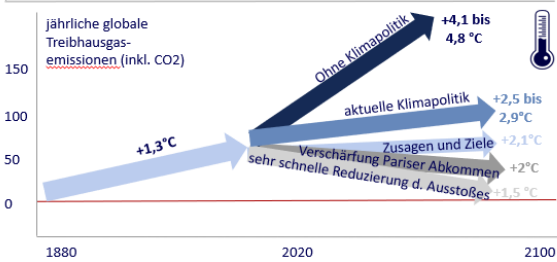 jährliche globale
Treibhausgas-
emissionen (inkl. CO2)
+4,1 bis
4,8 °C
Ohne Klimapolitik
150
aktuelle Klimapolitik
+2,5 bis
2,9°C
100
+1,3°C
Zusagen und Ziele
+2,1°C
50
Verschärfung Pariser Abkommen
+2°C
sehr schnelle Reduzierung d. Ausstoßes
+1,5 °C
0
1880
2020
2100